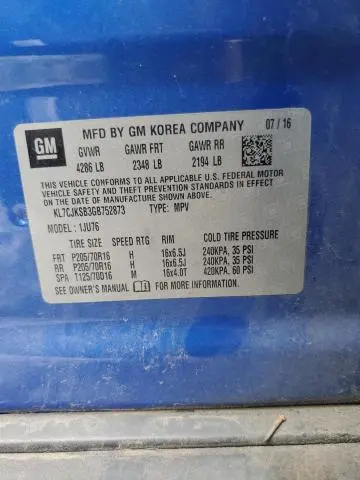 GM
MFD BY GM KOREA COMPANY 07/16
GVWR GAWR FRT GAWR RR
4286 LB 2348 LB 2194 LB
THIS VEHICLE CONFORMS TO ALL APPLICABLE U.S. FEDERAL MOTOR
VEHICLE SAFETY AND THEFT PREVENTION STANDARDS IN EFFECT
ON THE DATE OF MANUFACTURE SHOWN ABOVE.
KL7CJKSB3GB752873 TYPE: MPV
MODEL: 1JU76
TIRE SIZE SPEED RIM COLD TIRE PRESSURE
FRT P205/70R16 H 16x6.5J 240KPA, 35 PSI
RR P205/70R16 H 16x6.5J 240KPA, 35 PSI
SPA T125/70D16 M 16x4.0T 420KPA, 60 PSI
SEE OWNER'S MANUAL FOR MORE INFORMATION.